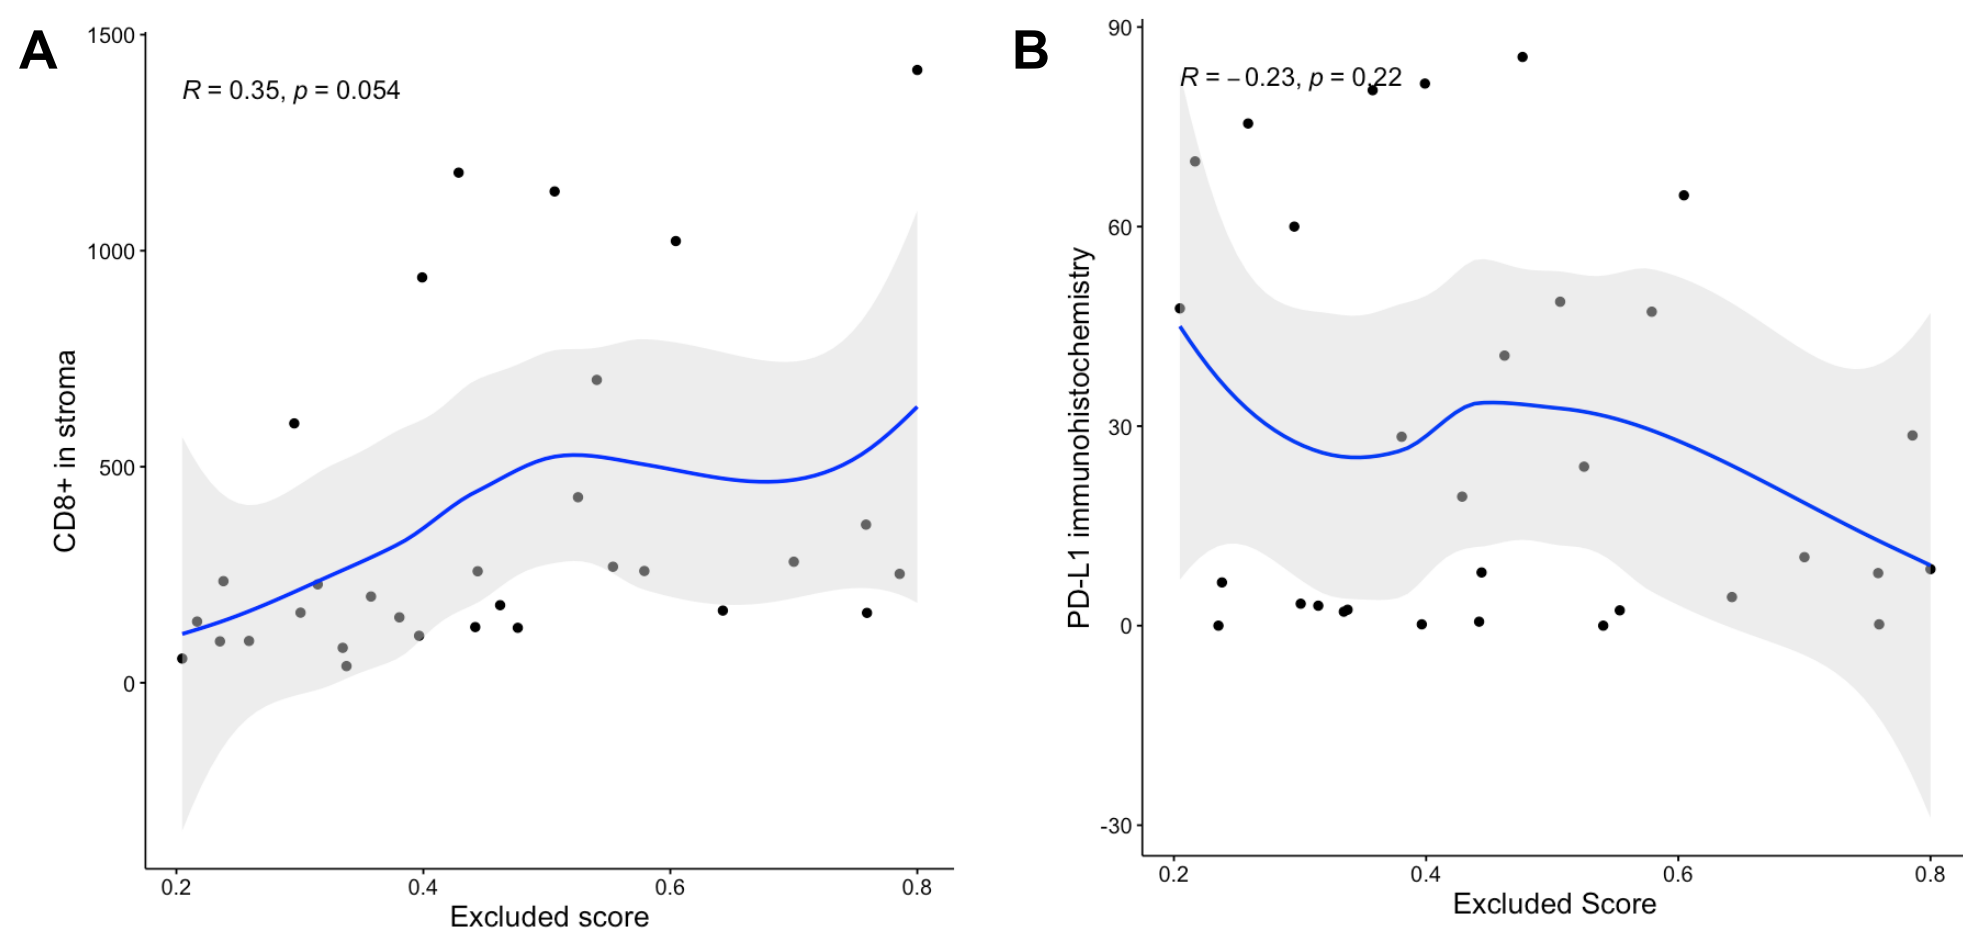 A
R = 0.35, p = 0.054
1500
1000
500
0
CD8+ in stroma
0.2 0.4 0.6 0.8
Excluded score
B
R = − 0.23, p = 0.22
90
60
30
0
-30
PD-L1 immunohistochemistry
0.2 0.4 0.6 0.8
Excluded Score